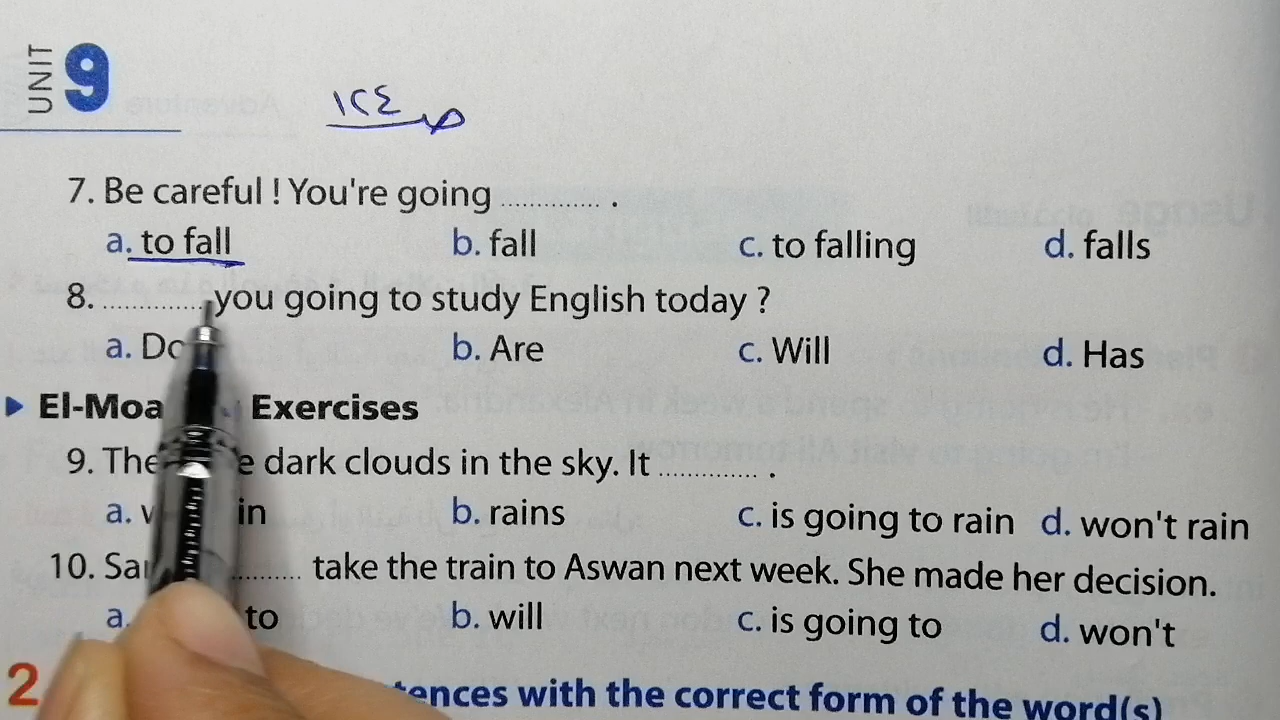 UNIT 9
١٢٤ ص
7. Be careful ! You're going ............. .
a. to fall b. fall c. to falling d. falls
8. ............. you going to study English today ?
a. Do b. Are c. Will d. Has
El-Moa Exercises
9. The e dark clouds in the sky. It ............. .
a. in b. rains c. is going to rain d. won't rain
10. ............. take the train to Aswan next week. She made her decision.
a. to b. will c. is going to d. won't
2 tences with the correct form of the word(s)